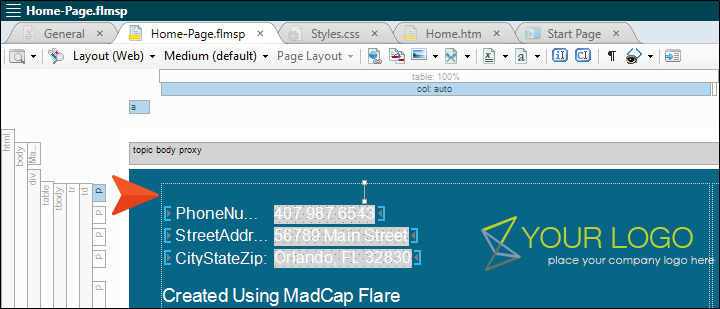 Home-Page.flmsp
General
Home-Page.flmsp
Styles.css
Home.htm
Start Page
Layout (Web)
Medium (default)
Page Layout
table: 100%
col: auto
a
topic body proxy
html
body
Ma...
div
table
tbody
tr
td
p
p
p
p
p
PhoneNu... 407 987 6543
StreetAddr... 56789 Main Street
CityStateZip: Orlando, FL 32830
YOUR LOGO
place your company logo here
Created Using MadCap Flare